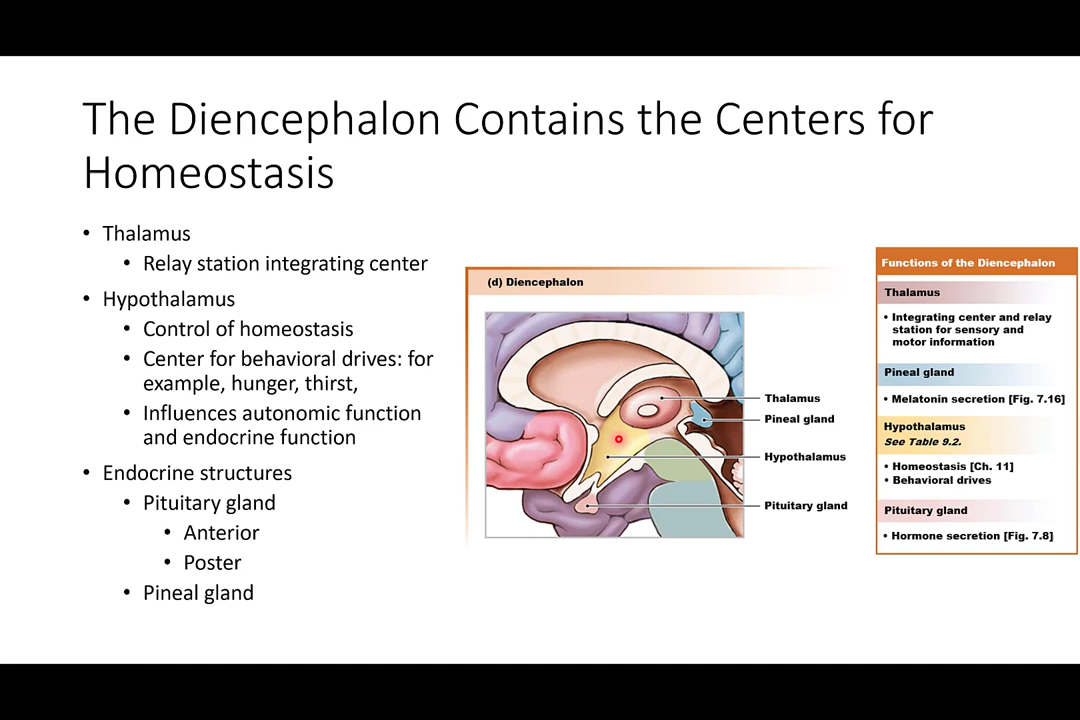 The Diencephalon Contains the Centers for
Homeostasis
• Thalamus
• Relay station integrating center
• Hypothalamus
• Control of homeostasis
• Center for behavioral drives: for
example, hunger, thirst,
• Influences autonomic function
and endocrine function
• Endocrine structures
• Pituitary gland
• Anterior
• Poster
• Pineal gland
(d) Diencephalon
Thalamus
Pineal gland
Hypothalamus
Pituitary gland
Functions of the Diencephalon
Thalamus
• Integrating center and relay
station for sensory and
motor information
Pineal gland
• Melatonin secretion [Fig. 7.16]
Hypothalamus
See Table 9.2.
• Homeostasis [Ch. 11]
• Behavioral drives
Pituitary gland
• Hormone secretion [Fig. 7.8]